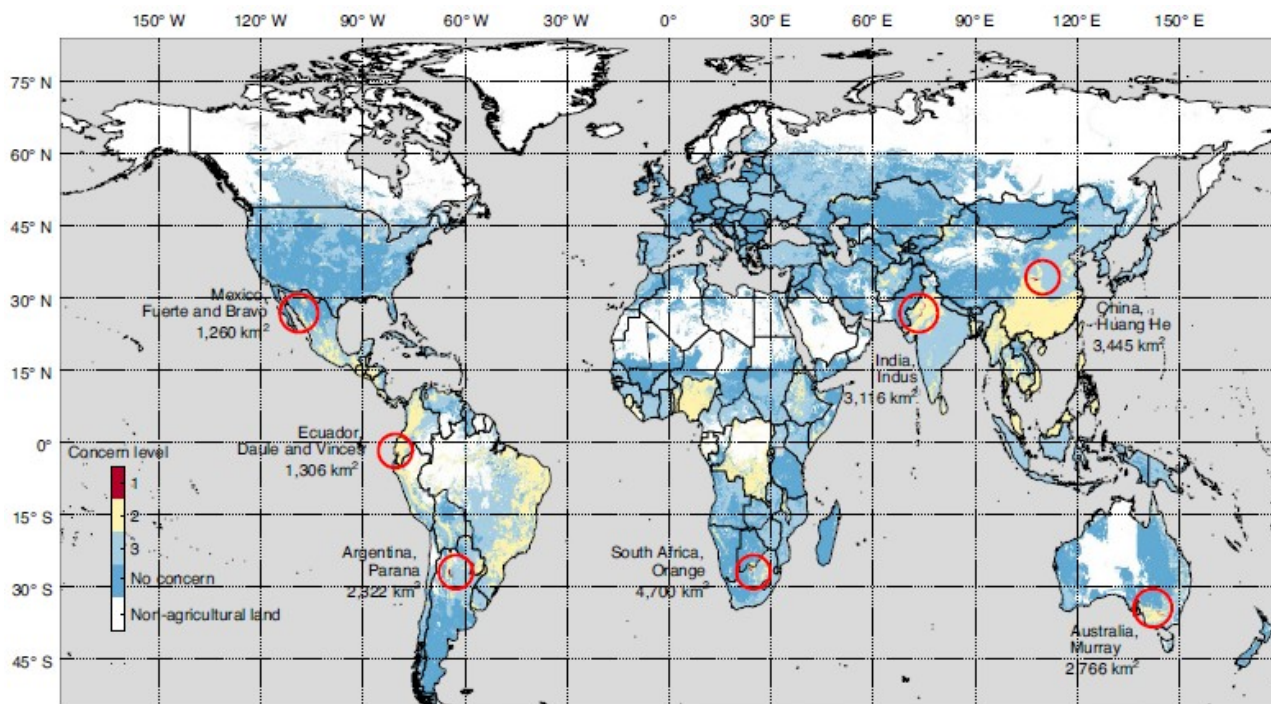 150° W 120° W 90° W 60° W 30° W 0° 30° E 60° E 90° E 120° E 150° E
75° N
60° N
45° N
30° N
15° N
0°
15° S
30° S
45° S
Mexico,
Fuerte and Bravo
1,260 km²
China,
Huang He
3,445 km²
India,
Indus
3,116 km²
Ecuador,
Daule and Vinces
1,306 km²
Concern level
1
2
3
No concern
Non-agricultural land
Argentina,
Parana
2,322 km²
South Africa,
Orange
4,700 km²
Australia,
Murray
2,766 km²